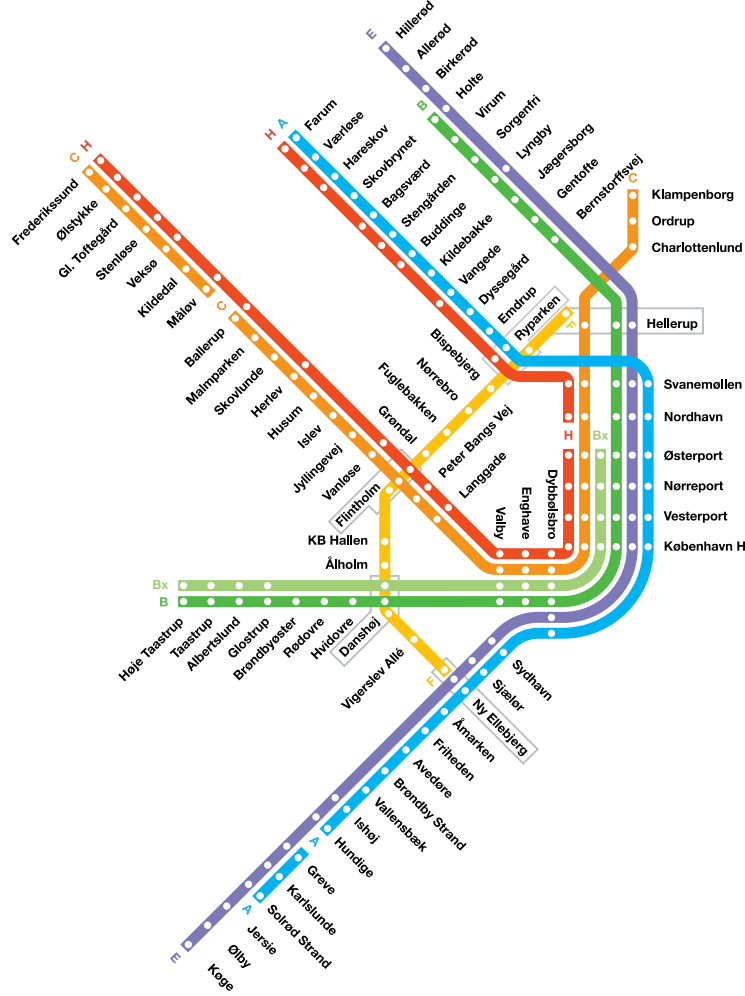 E
Hillerød
Allerød
Birkerød
Holte
Virum
Sorgenfri
Lyngby
Jægersborg
Gentofte
Bernstorffsvej
B
H
A
Farum
Værløse
Hareskov
Skovbrynet
Bagsværd
Stengården
Buddinge
Kildebakke
Vangede
Dyssegård
Emdrup
Ryparken
F
C
Klampenborg
Ordrup
Charlottenlund
Hellerup
Svanemøllen
Nordhavn
H
Bx
Østerport
Nørreport
Vesterport
København H
C
H
Frederikssund
Ølstykke
Gl. Toftegård
Stenløse
Veksø
Kildedal
Måløv
C
Ballerup
Malmparken
Skovlunde
Herlev
Husum
Islev
Jyllingevej
Vanløse
Flintholm
Bispebjerg
Nørrebro
Fuglebakken
Grøndal
Peter Bangs Vej
Langgade
Valby
Enghave
Dybbølsbro
KB Hallen
Ålholm
Bx
B
Høje Taastrup
Taastrup
Albertslund
Glostrup
Brøndbyøster
Rødovre
Hvidovre
Danshøj
Vigerslev Allé
F
Sydhavn
Sjælør
Ny Ellebjerg
Åmarken
Friheden
Avedøre
Brøndby Strand
Vallensbæk
Ishøj
Hundige
A
Greve
Karlslunde
Solrød Strand
A
Jersie
Ølby
Køge
E